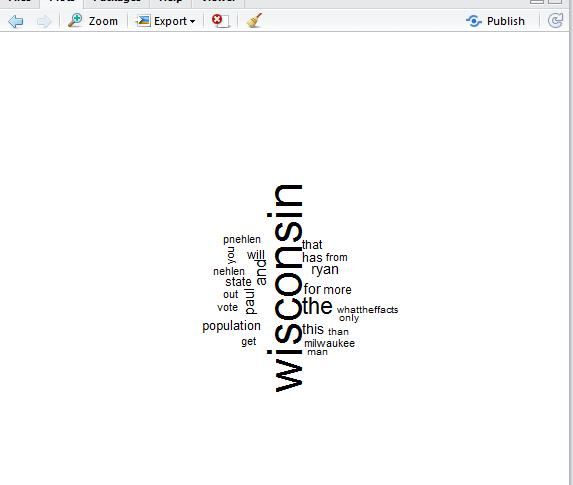 Files Plots Packages Help Viewer
Zoom Export Publish
wisconsin
pnehlen
that
you
will
has from
and
ryan
nehlen
state
paul
for more
out
the
vote
whattheffacts
only
population
this than
get
milwaukee
man